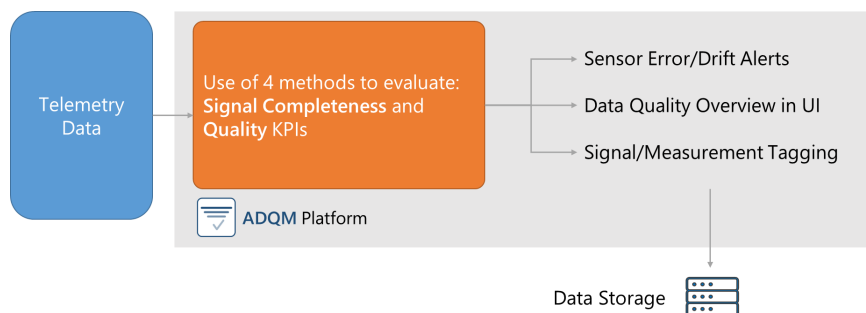 Telemetry
Data
Use of 4 methods to evaluate:
Signal Completeness and
Quality KPIs
Sensor Error/Drift Alerts
Data Quality Overview in UI
Signal/Measurement Tagging
ADQM Platform
Data Storage